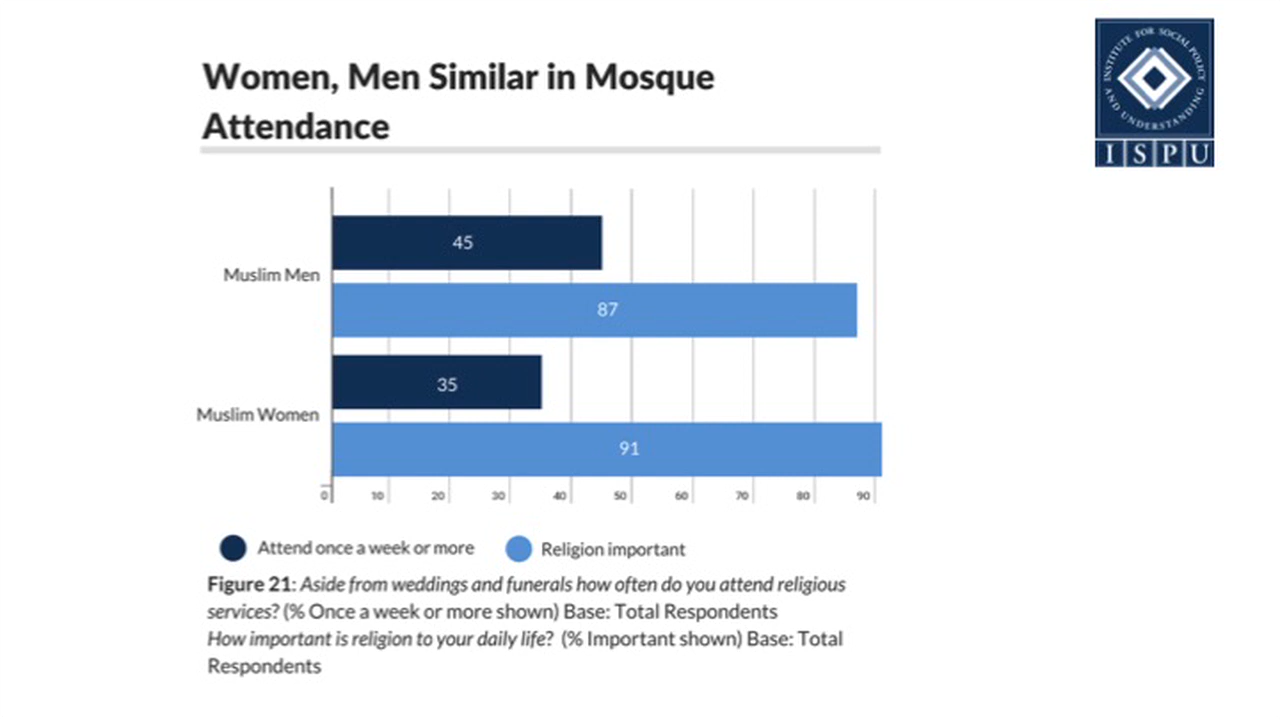 Women, Men Similar in Mosque
Attendance
INSTITUTE FOR SOCIAL POLICY
AND UNDERSTANDING
ISPU
45
Muslim Men
87
35
Muslim Women
91
0 10 20 30 40 50 60 70 80 90
Attend once a week or more Religion important
Figure 21: Aside from weddings and funerals how often do you attend religious
services? (% Once a week or more shown) Base: Total Respondents
How important is religion to your daily life? (% Important shown) Base: Total
Respondents